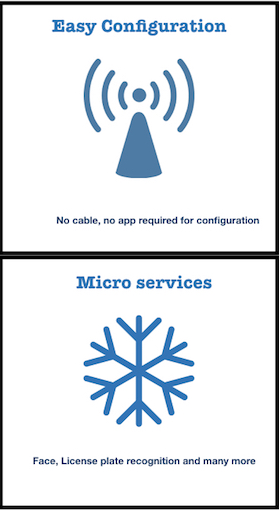 Easy Configuration
No cable, no app required for configuration
Micro services
Face, License plate recognition and many more